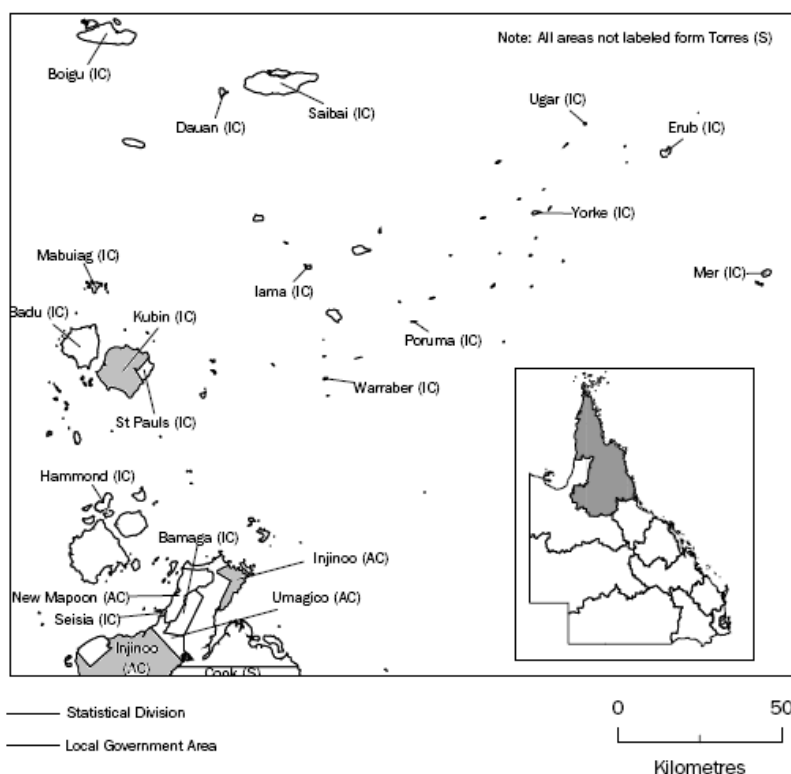 Note: All areas not labeled form Torres (S)
Boigu (IC)
Dauan (IC)
Saibai (IC)
Ugar (IC)
Erub (IC)
Yorke (IC)
Mabuiag (IC)
Iama (IC)
Mer (IC)
Badu (IC)
Kubin (IC)
Poruma (IC)
St Pauls (IC)
Warraber (IC)
Hammond (IC)
Bamaga (IC)
Injinoo (AC)
New Mapoon (AC)
Umagico (AC)
Seisia (IC)
Injinoo
(AC)
Cook (S)
Statistical Division
Local Government Area
0 50
Kilometres